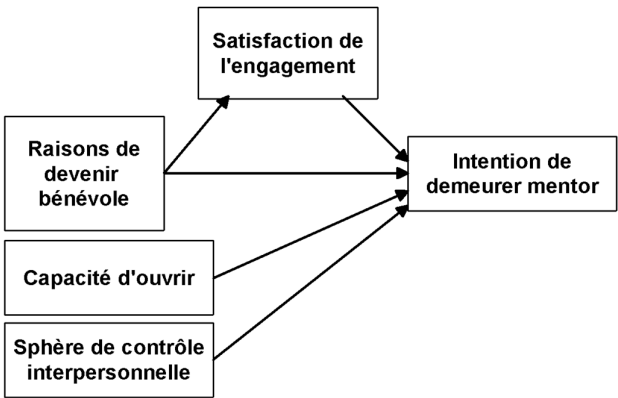 Satisfaction de
l'engagement
Raisons de
devenir
bénévole
Intention de
demeurer mentor
Capacité d'ouvrir
Sphère de contrôle
interpersonnelle